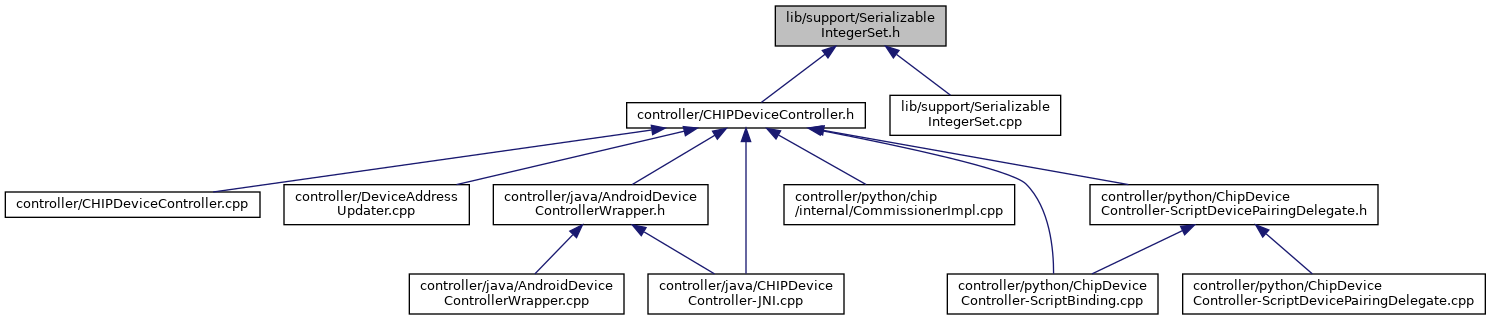 lib/support/Serializable
IntegerSet.h
controller/CHIPDeviceController.h
lib/support/Serializable
IntegerSet.cpp
controller/CHIPDeviceController.cpp
controller/DeviceAddress
Updater.cpp
controller/java/AndroidDevice
ControllerWrapper.h
controller/python/chip
/internal/CommissionerImpl.cpp
controller/python/ChipDevice
Controller-ScriptDevicePairingDelegate.h
controller/java/AndroidDevice
ControllerWrapper.cpp
controller/java/CHIPDevice
Controller-JNI.cpp
controller/python/ChipDevice
Controller-ScriptBinding.cpp
controller/python/ChipDevice
Controller-ScriptDevicePairingDelegate.cpp